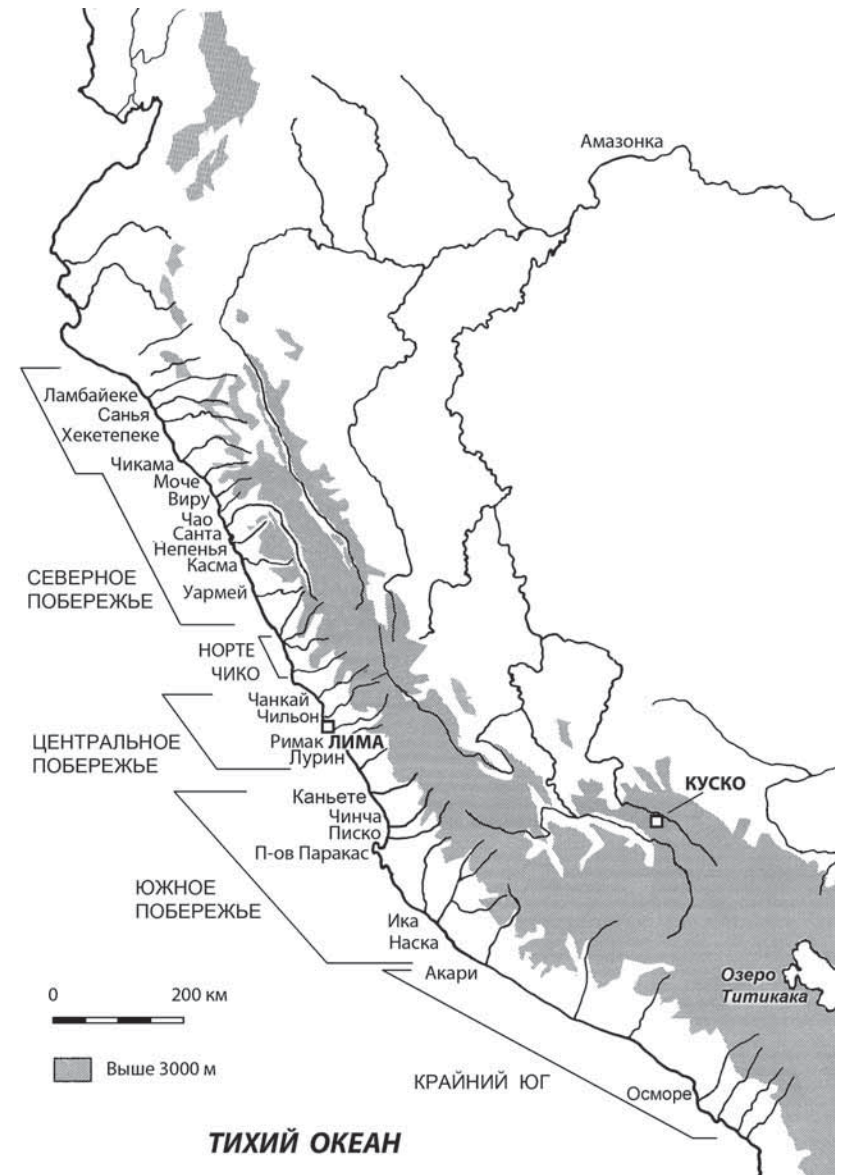 Амазонка
Ламбайеке
Санья
Хекетепеке
Чикама
Моче
Виру
Чао
Санта
Непенья
Касма
СЕВЕРНОЕ
ПОБЕРЕЖЬЕ
Уармей
НОРТЕ
ЧИКО
Чанкай
Чильон
ЦЕНТРАЛЬНОЕ
ПОБЕРЕЖЬЕ
Римак ЛИМА
Лурин
КУСКО
Каньете
Чинча
Писко
П-ов Паракас
ЮЖНОЕ
ПОБЕРЕЖЬЕ
Ика
Наска
Акари
Озеро
Титикака
0 200 км
Выше 3000 м
КРАЙНИЙ ЮГ
Осморе
ТИХИЙ ОКЕАН